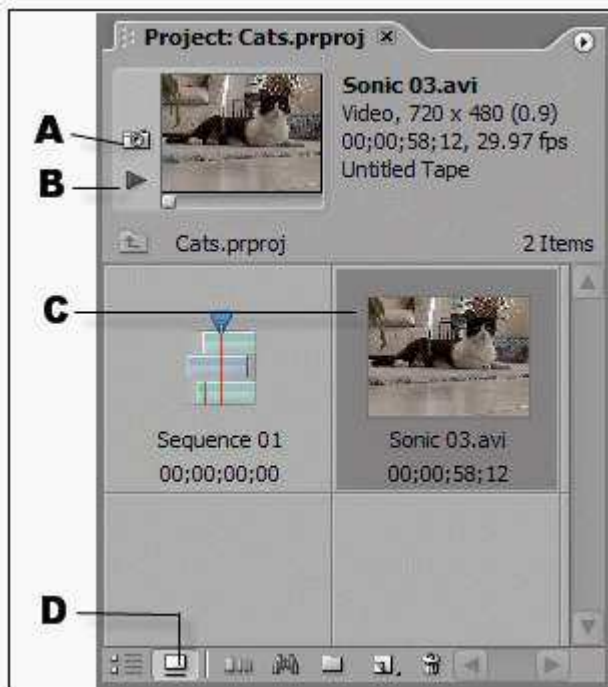 Project: Cats.prproj
Sonic 03.avi
Video, 720 x 480 (0.9)
00;00;58;12, 29.97 fps
Untitled Tape
A
B
Cats.prproj
2 Items
C
Sequence 01
00;00;00;00
Sonic 03.avi
00;00;58;12
D